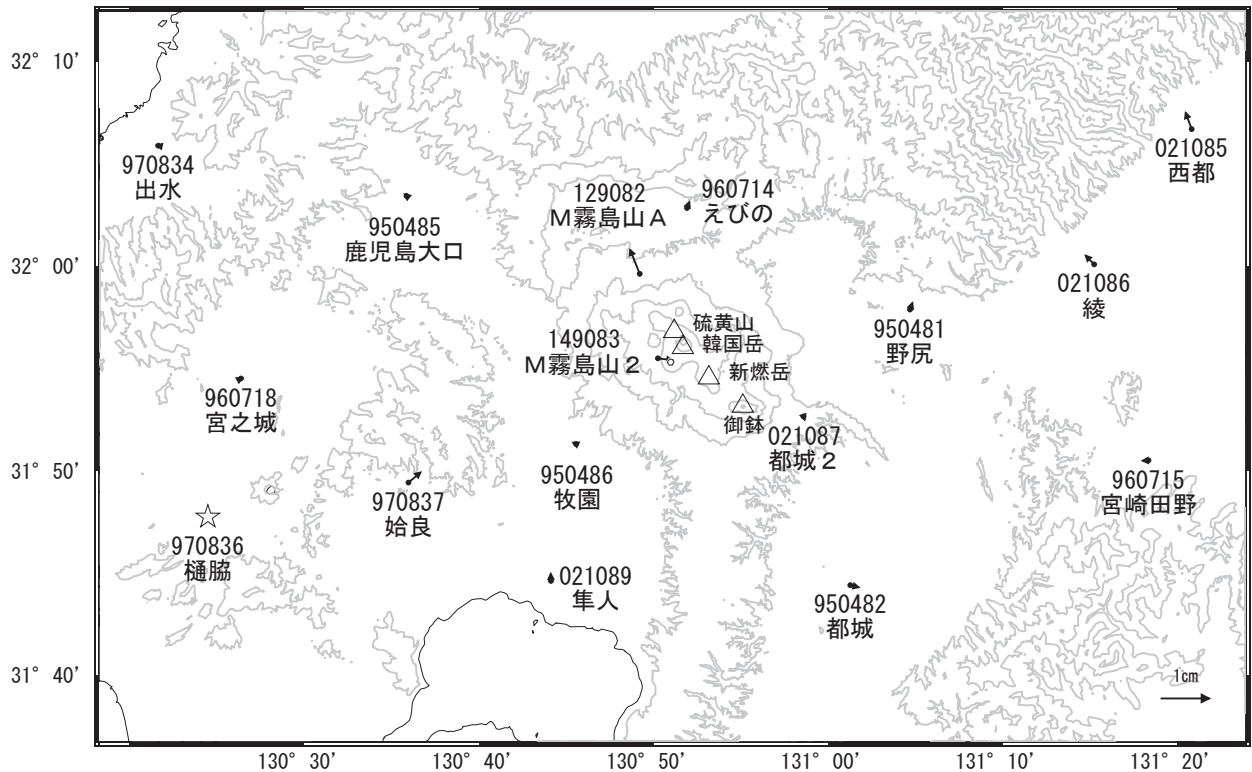 32° 10′
021085
西都
970834
出水
129082
M霧島山A
960714
えびの
950485
鹿児島大口
32° 00′
021086
綾
硫黄山
韓国岳
950481
野尻
149083
M霧島山2
新燃岳
960718
宮之城
御鉢
021087
都城2
31° 50′
950486
牧園
960715
宮崎田野
970837
姶良
970836
樋脇
021089
隼人
950482
都城
31° 40′
1cm
130° 30′
130° 40′
130° 50′
131° 00′
131° 10′
131° 20′